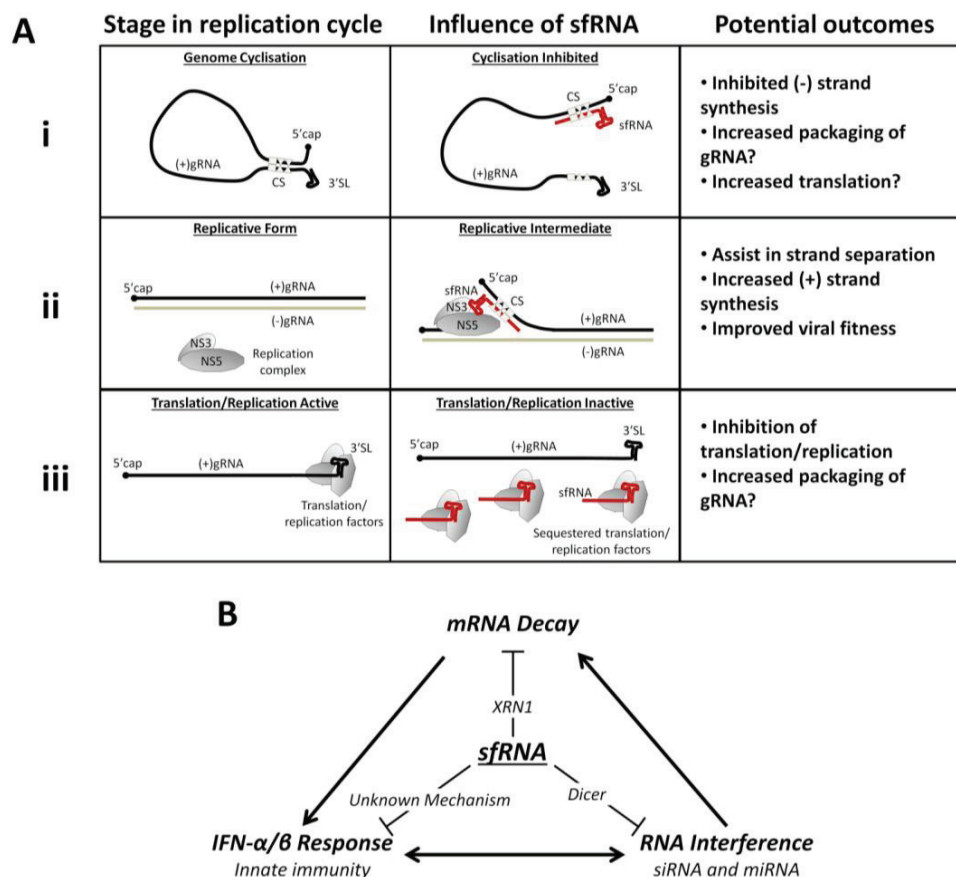 A
Stage in replication cycle
Influence of sfRNA
Potential outcomes
i
Genome Cyclisation
5'cap
(+)gRNA
CS
3'SL
Cyclisation Inhibited
5'cap
CS
sfRNA
(+)gRNA
3'SL
• Inhibited (-) strand
synthesis
• Increased packaging of
gRNA?
• Increased translation?
ii
Replicative Form
5'cap
(+)gRNA
(-)gRNA
NS3
NS5
Replication
complex
Replicative Intermediate
5'cap
sfRNA
NS3
CS
NS5
(+)gRNA
(-)gRNA
• Assist in strand separation
• Increased (+) strand
synthesis
• Improved viral fitness
iii
Translation/Replication Active
3'SL
5'cap
(+)gRNA
Translation/
replication factors
Translation/Replication Inactive
3'SL
5'cap
(+)gRNA
sfRNA
Sequestered translation/
replication factors
• Inhibition of
translation/replication
• Increased packaging of
gRNA?
B
mRNA Decay
XRN1
sfRNA
Unknown Mechanism
Dicer
IFN-α/β Response
Innate immunity
RNA Interference
siRNA and miRNA